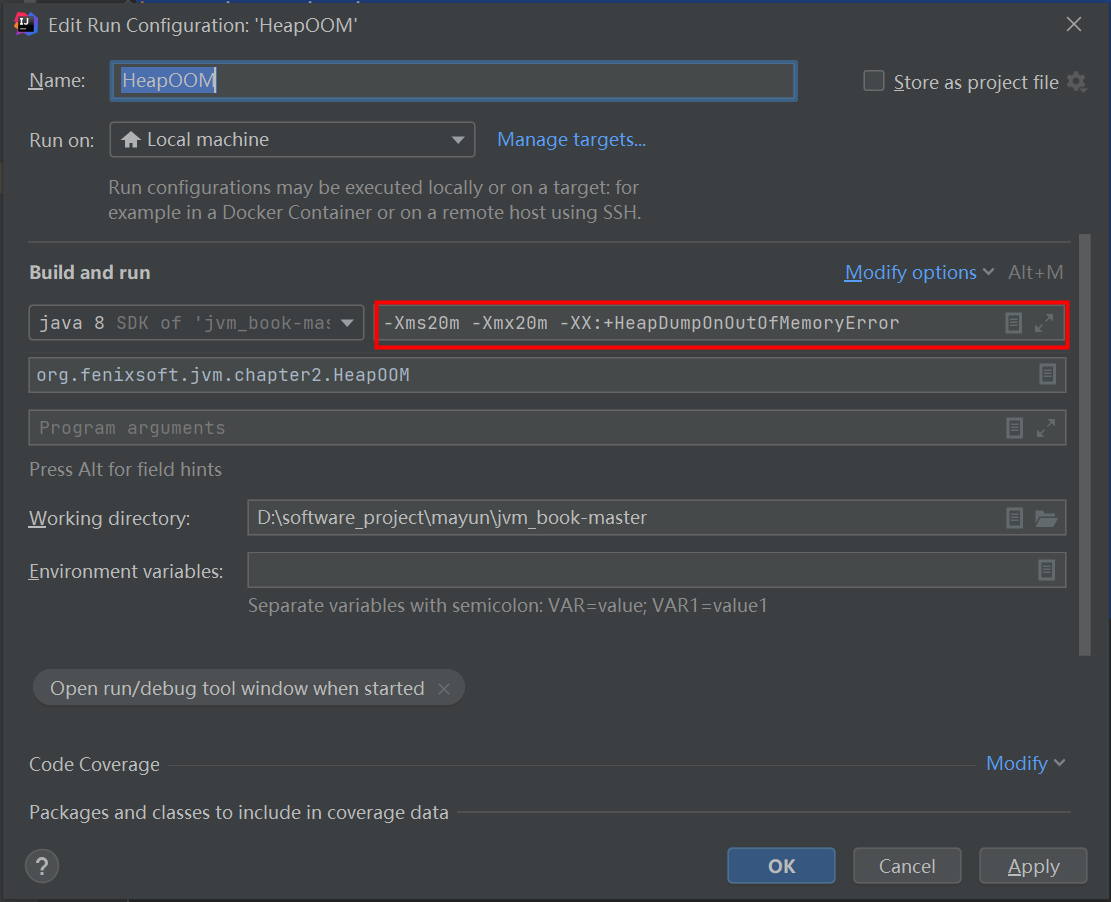 Edit Run Configuration: 'HeapOOM'
Name: HeapOOM Store as project file
Run on: Local machine Manage targets...
Run configurations may be executed locally or on a target: for
example in a Docker Container or on a remote host using SSH.
Build and run Modify options Alt+M
java 8 SDK of 'jvm_book-mas -Xms20m -Xmx20m -XX:+HeapDumpOnOutOfMemoryError
org.fenixsoft.jvm.chapter2.HeapOOM
Program arguments
Press Alt for field hints
Working directory: D:\software_project\mayun\jvm_book-master
Environment variables:
Separate variables with semicolon: VAR=value; VAR1=value1
Open run/debug tool window when started ×
Code Coverage Modify
Packages and classes to include in coverage data
? OK Cancel Apply